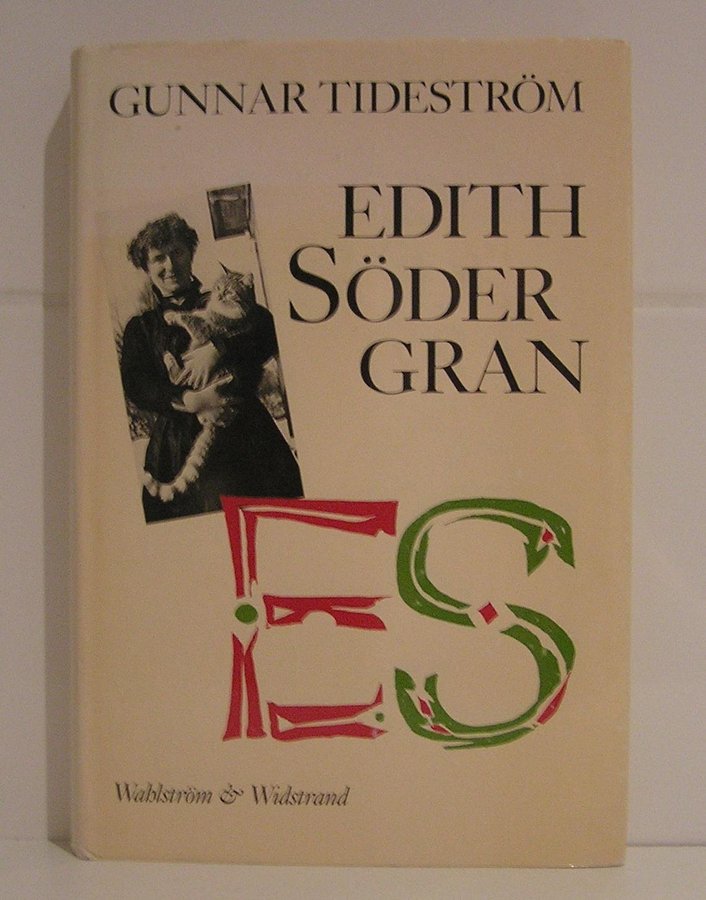 GUNNAR TIDESTRÖM
EDITH
SÖDER
GRAN
ES
Wahlström & Widstrand